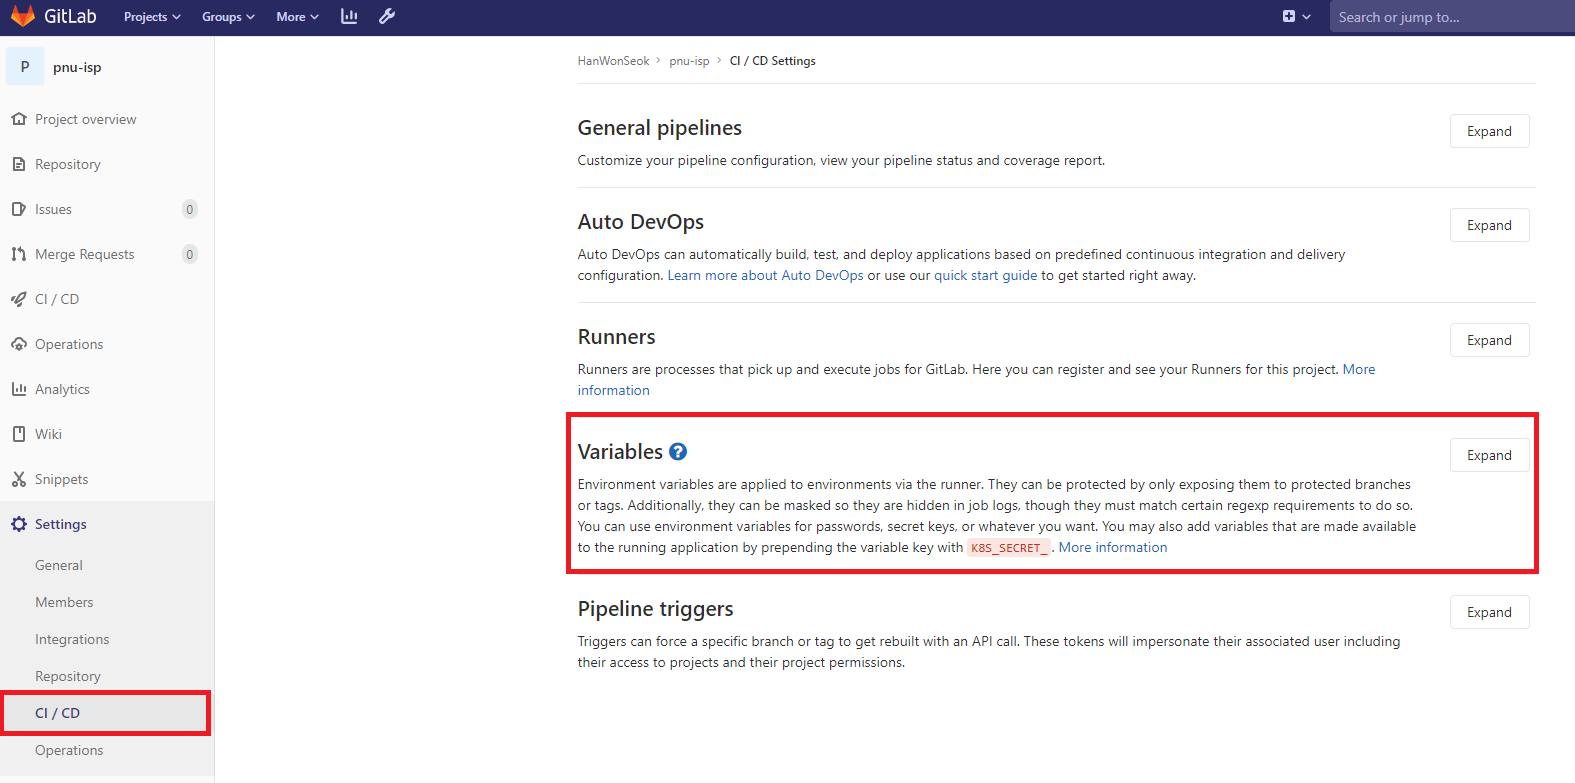 GitLab Projects Groups More Search or jump to...
P pnu-isp
Project overview
Repository
Issues 0
Merge Requests 0
CI / CD
Operations
Analytics
Wiki
Snippets
Settings
General
Members
Integrations
Repository
CI / CD
Operations
HanWonSeok > pnu-isp > CI / CD Settings
General pipelines
Expand
Customize your pipeline configuration, view your pipeline status and coverage report.
Auto DevOps
Expand
Auto DevOps can automatically build, test, and deploy applications based on predefined continuous integration and delivery
configuration. Learn more about Auto DevOps or use our quick start guide to get started right away.
Runners
Expand
Runners are processes that pick up and execute jobs for GitLab. Here you can register and see your Runners for this project. More
information
Variables ?
Expand
Environment variables are applied to environments via the runner. They can be protected by only exposing them to protected branches
or tags. Additionally, they can be masked so they are hidden in job logs, though they must match certain regexp requirements to do so.
You can use environment variables for passwords, secret keys, or whatever you want. You may also add variables that are made available
to the running application by prepending the variable key with K8S_SECRET_. More information
Pipeline triggers
Expand
Triggers can force a specific branch or tag to get rebuilt with an API call. These tokens will impersonate their associated user including
their access to projects and their project permissions.